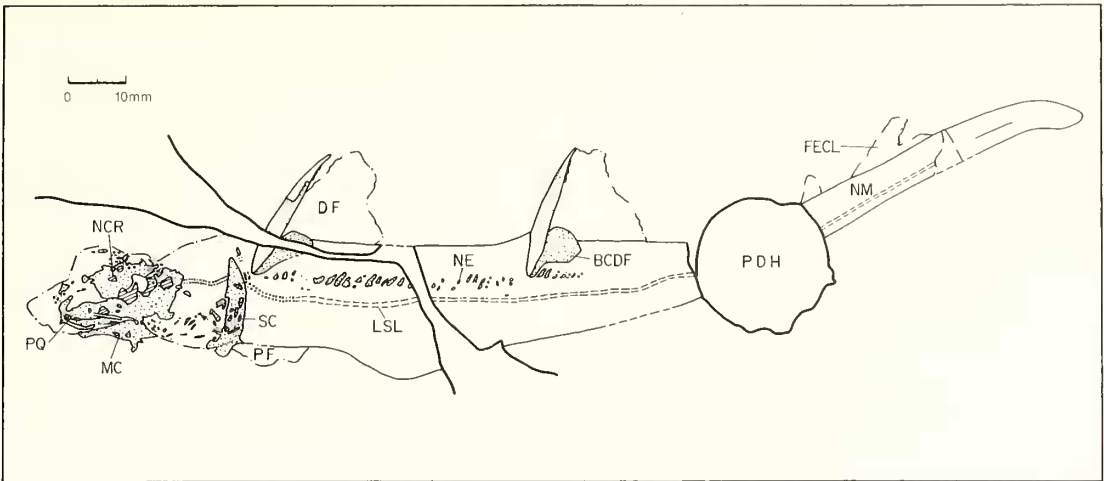 0 10mm
FECL
NM
DF
NCR
NE
BCDF
PDH
PQ
MC
SC
PF
LSL